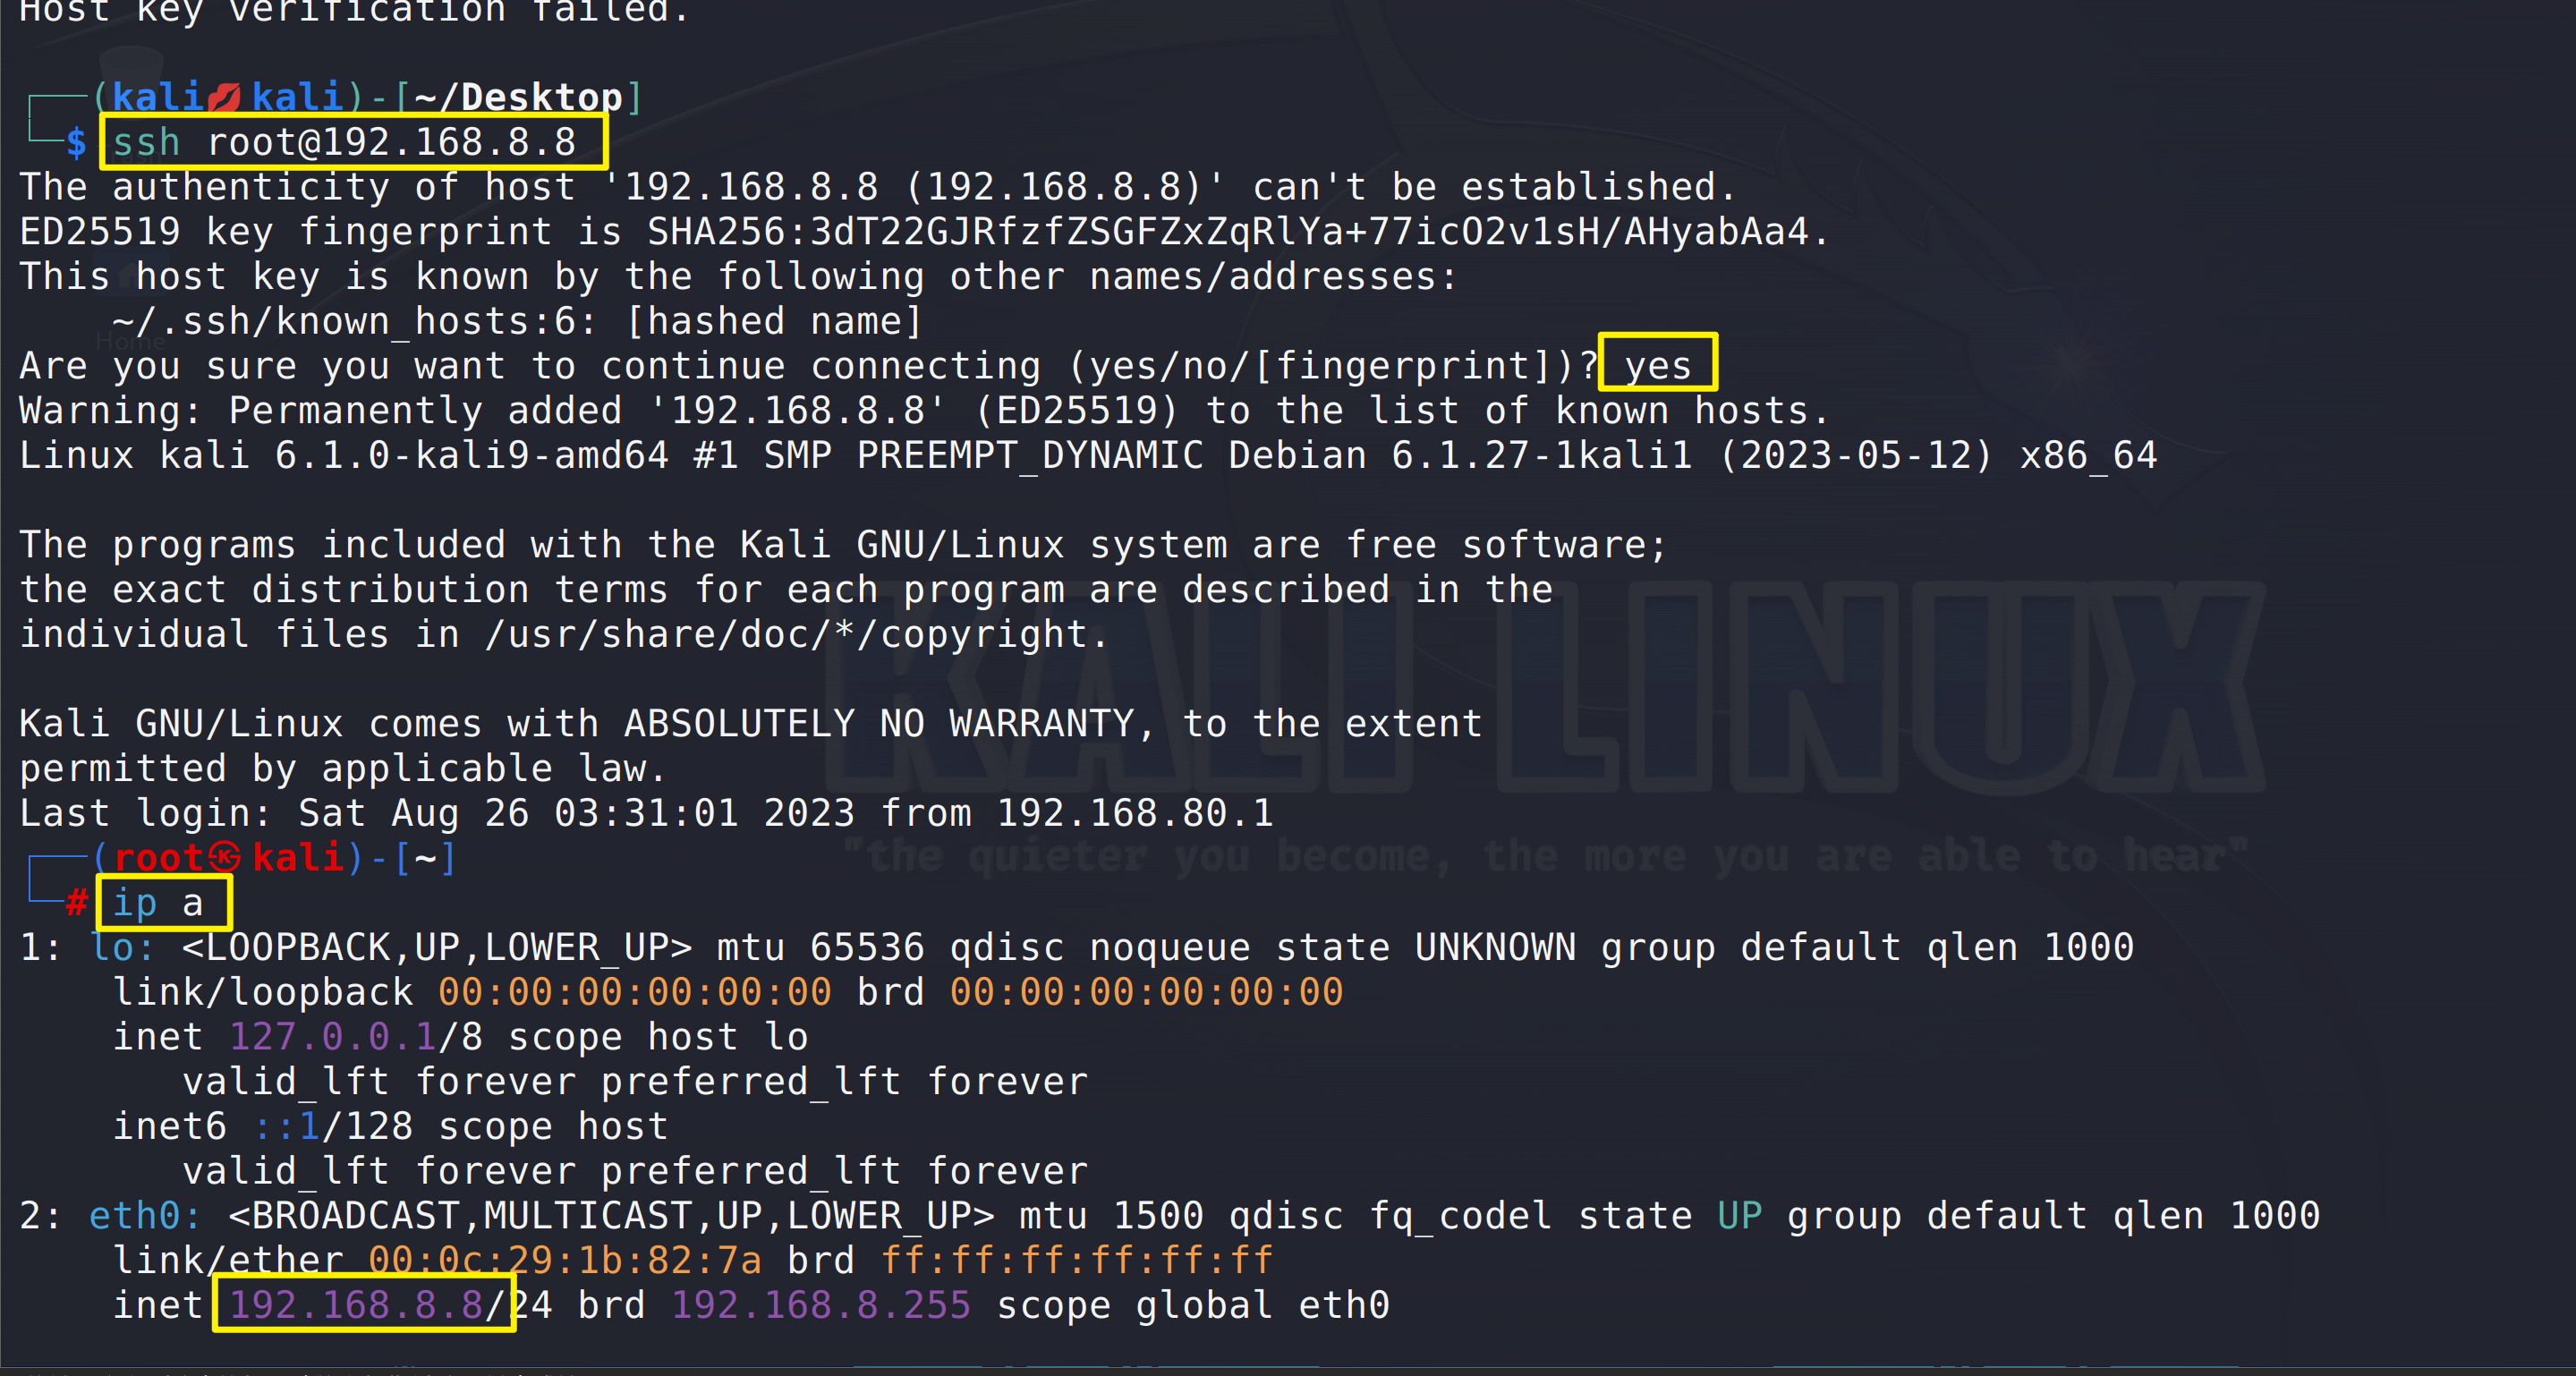 Host key verification failed.
┌──(kali💋kali)-[~/Desktop]
└─$ ssh root@192.168.8.8
The authenticity of host '192.168.8.8 (192.168.8.8)' can't be established.
ED25519 key fingerprint is SHA256:3dT22GJRfzfZSGFZxZqRlYa+77icO2v1sH/AHyabAa4.
This host key is known by the following other names/addresses:
    ~/.ssh/known_hosts:6: [hashed name]
Home
Are you sure you want to continue connecting (yes/no/[fingerprint])? yes
Warning: Permanently added '192.168.8.8' (ED25519) to the list of known hosts.
Linux kali 6.1.0-kali9-amd64 #1 SMP PREEMPT_DYNAMIC Debian 6.1.27-1kali1 (2023-05-12) x86_64
The programs included with the Kali GNU/Linux system are free software;
the exact distribution terms for each program are described in the
individual files in /usr/share/doc/*/copyright.
KALI LINUX
Kali GNU/Linux comes with ABSOLUTELY NO WARRANTY, to the extent
permitted by applicable law.
Last login: Sat Aug 26 03:31:01 2023 from 192.168.80.1
"the quieter you become, the more you are able to hear"
┌──(root㉿kali)-[~]
└─# ip a
1: lo: <LOOPBACK,UP,LOWER_UP> mtu 65536 qdisc noqueue state UNKNOWN group default qlen 1000
    link/loopback 00:00:00:00:00:00 brd 00:00:00:00:00:00
    inet 127.0.0.1/8 scope host lo
       valid_lft forever preferred_lft forever
    inet6 ::1/128 scope host
       valid_lft forever preferred_lft forever
2: eth0: <BROADCAST,MULTICAST,UP,LOWER_UP> mtu 1500 qdisc fq_codel state UP group default qlen 1000
    link/ether 00:0c:29:1b:82:7a brd ff:ff:ff:ff:ff:ff
    inet 192.168.8.8/24 brd 192.168.8.255 scope global eth0